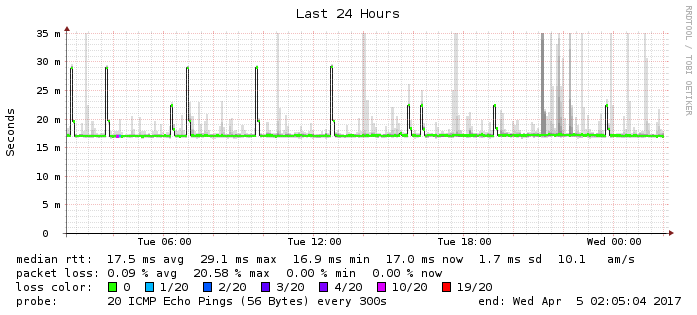 Last 24 Hours
RRDTOOL / TOBI OETIKER
35 m
30 m
25 m
20 m
15 m
10 m
5 m
0
Seconds
Tue 06:00 Tue 12:00 Tue 18:00 Wed 00:00
median rtt: 17.5 ms avg 29.1 ms max 16.9 ms min 17.0 ms now 1.7 ms sd 10.1 am/s
packet loss: 0.09 % avg 20.58 % max 0.00 % min 0.00 % now
loss color: 0 1/20 2/20 3/20 4/20 10/20 19/20
probe: 20 ICMP Echo Pings (56 Bytes) every 300s end: Wed Apr 5 02:05:04 2017